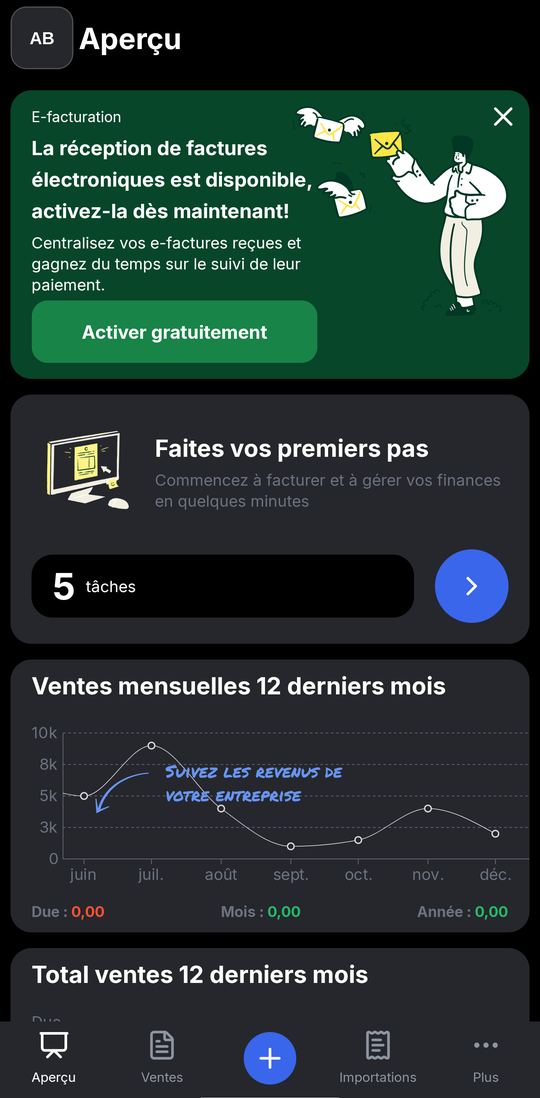 AB Aperçu
E-facturation
La réception de factures
électroniques est disponible,
activez-la dès maintenant!
Centralisez vos e-factures reçues et
gagnez du temps sur le suivi de leur
paiement.
Activer gratuitement
Faites vos premiers pas
Commencez à facturer et à gérer vos finances
en quelques minutes
5 tâches
Ventes mensuelles 12 derniers mois
10k
8k
5k
3k
0
Suivez les revenus de
votre entreprise
juin juil. août sept. oct. nov. déc.
Due : 0,00 Mois : 0,00 Année : 0,00
Total ventes 12 derniers mois
Due
Aperçu Ventes Importations Plus